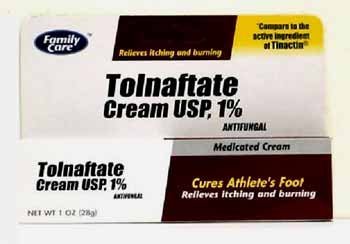 Family
Care™
Relieves itching and burning
*Compare to the
active ingredient
of Tinactin®
Tolnaftate
Cream USP, 1%
ANTIFUNGAL
Medicated Cream
Tolnaftate
Cream USP, 1%
ANTIFUNGAL
Cures Athlete's Foot
Relieves itching and burning
NET WT 1 OZ (28g)